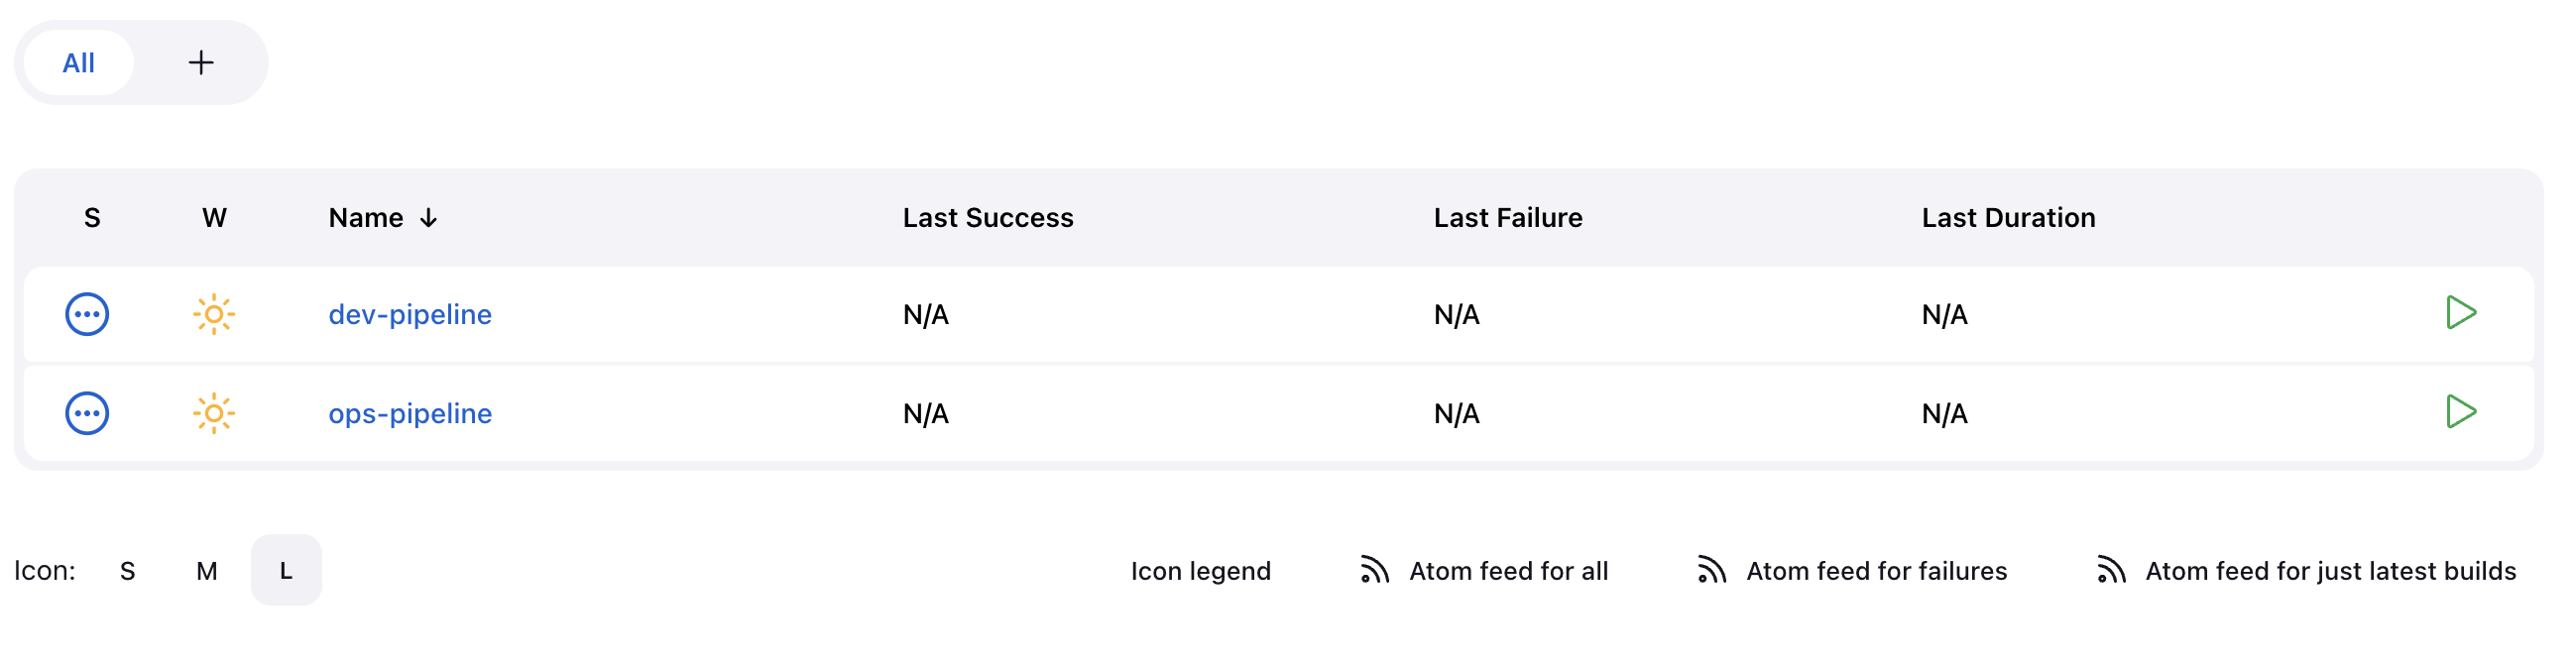 All +
S W Name ↓ Last Success Last Failure Last Duration
dev-pipeline N/A N/A N/A
ops-pipeline N/A N/A N/A
Icon: S M L Icon legend Atom feed for all Atom feed for failures Atom feed for just latest builds